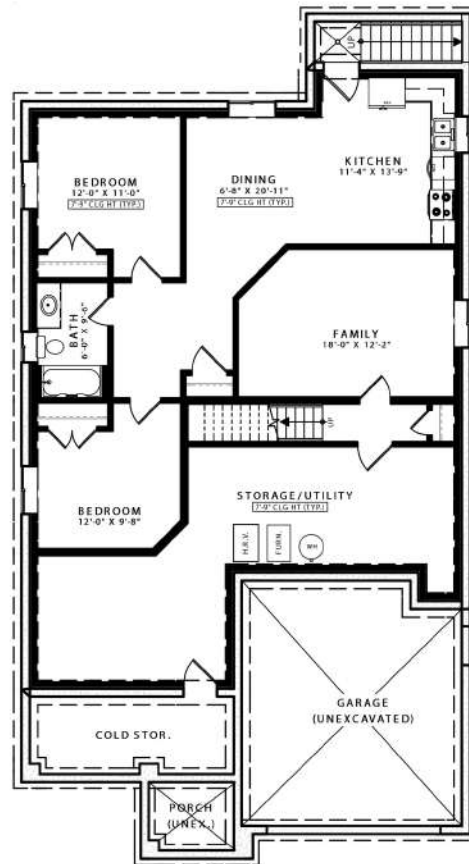 UP
KITCHEN
11'-4" X 13'-9"
DINING
6'-8" X 20'-11"
7'-9" CLG HT (TYP.)
BEDROOM
12'-0" X 11'-0"
7'-9" CLG HT (TYP.)
BATH
6'-0" X 9'-6"
FAMILY
18'-0" X 12'-2"
UP
STORAGE/UTILITY
7'-9" CLG HT (TYP.)
BEDROOM
12'-0" X 9'-8"
H.R.V.
FURN.
WH
GARAGE
(UNEXCAVATED)
COLD STOR.
PORCH
(UNEX.)